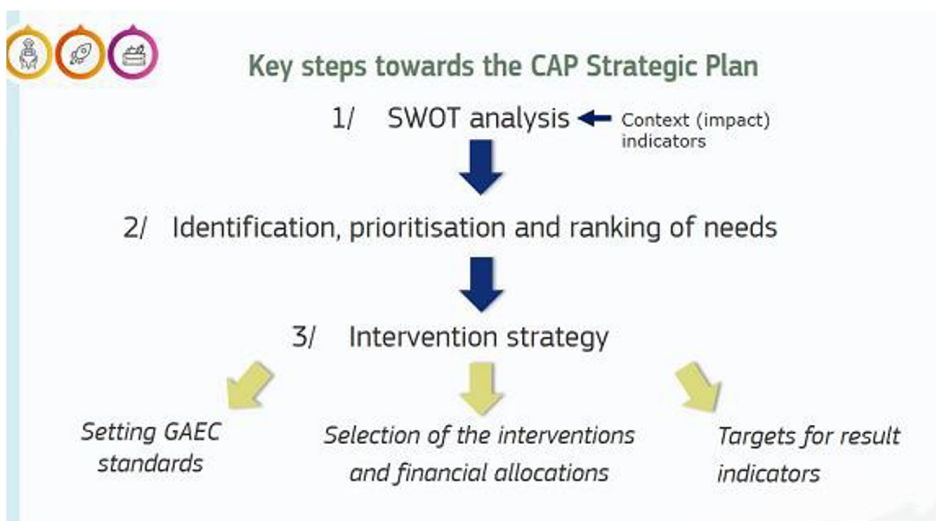 Key steps towards the CAP Strategic Plan
1/ SWOT analysis
Context (impact)
indicators
2/ Identification, prioritisation and ranking of needs
3/ Intervention strategy
Setting GAEC
standards
Selection of the interventions
and financial allocations
Targets for result
indicators